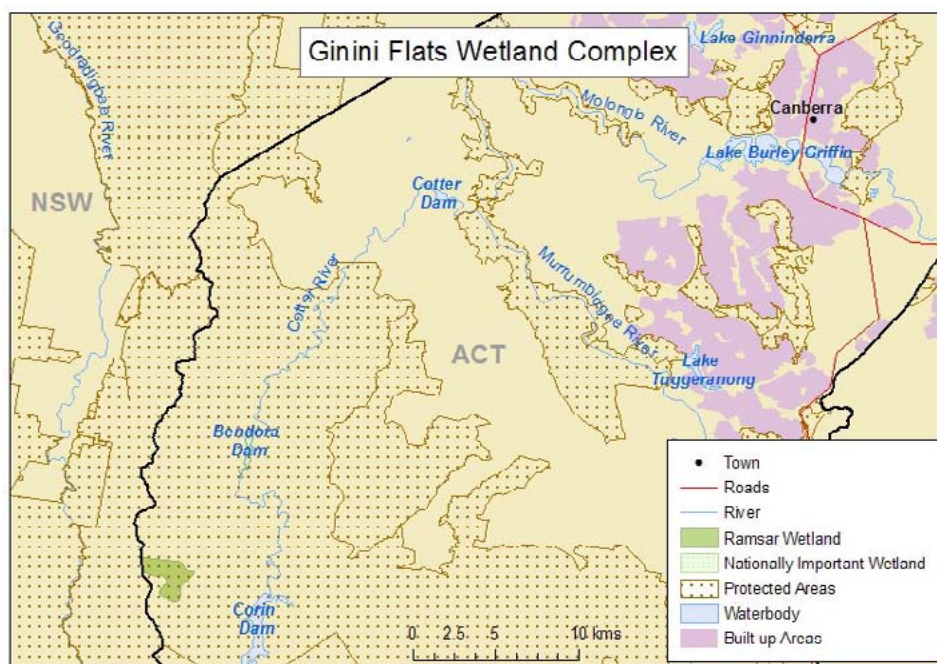 Ginini Flats Wetland Complex
Lake Ginninderra
Goodradigbee River
Molonglo River
Canberra
Lake Burley Griffin
NSW
Cotter
Dam
Cotter River
Murrumbidgee River
ACT
Lake
Tuggeranong
Bendora
Dam
Corin
Dam
0 2.5 5 10 kms
Town
Roads
River
Ramsar Wetland
Nationally Important Wetland
Protected Areas
Waterbody
Built up Areas